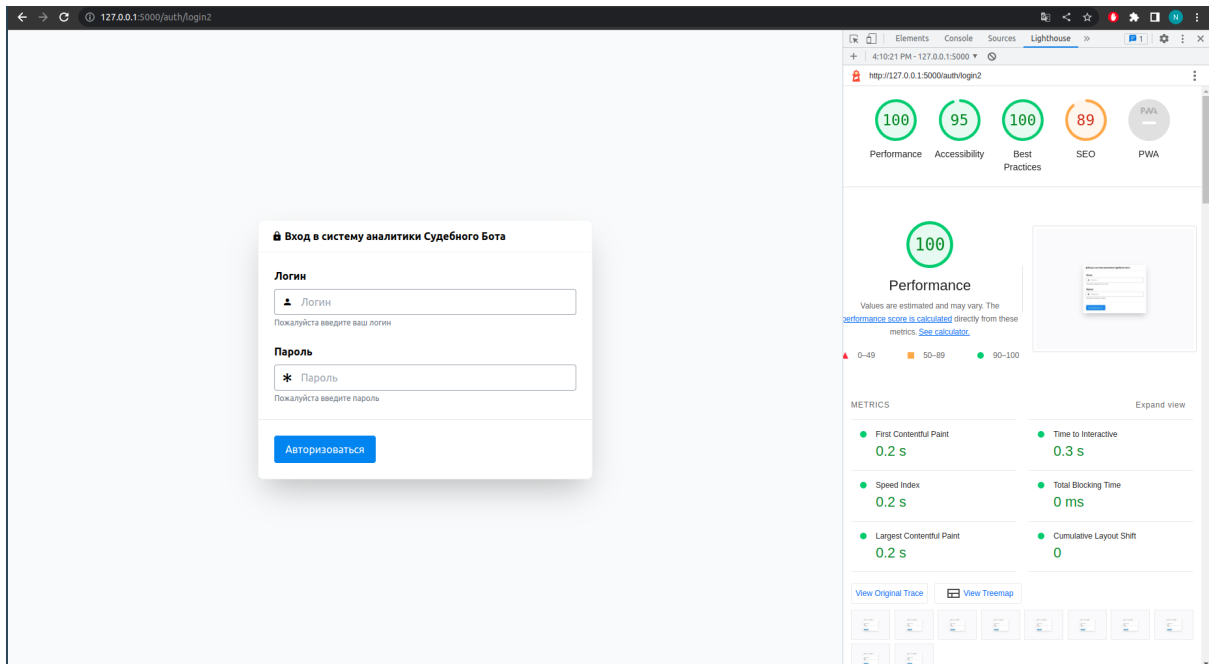 127.0.0.1:5000/auth/login2
N
Elements Console Sources Lighthouse » 1
4:10:21 PM - 127.0.0.1:5000
http://127.0.0.1:5000/auth/login2
100 95 100 89 PWA
Performance Accessibility Best Practices SEO PWA
Вход в систему аналитики Судебного Бота
Логин
Логин
Пожалуйста введите ваш логин
Пароль
Пароль
Пожалуйста введите пароль
Авторизоваться
100
Performance
Values are estimated and may vary. The
performance score is calculated directly from these
metrics. See calculator.
0–49 50–89 90–100
METRICS Expand view
First Contentful Paint
0.2 s
Time to Interactive
0.3 s
Speed Index
0.2 s
Total Blocking Time
0 ms
Largest Contentful Paint
0.2 s
Cumulative Layout Shift
0
View Original Trace View Treemap